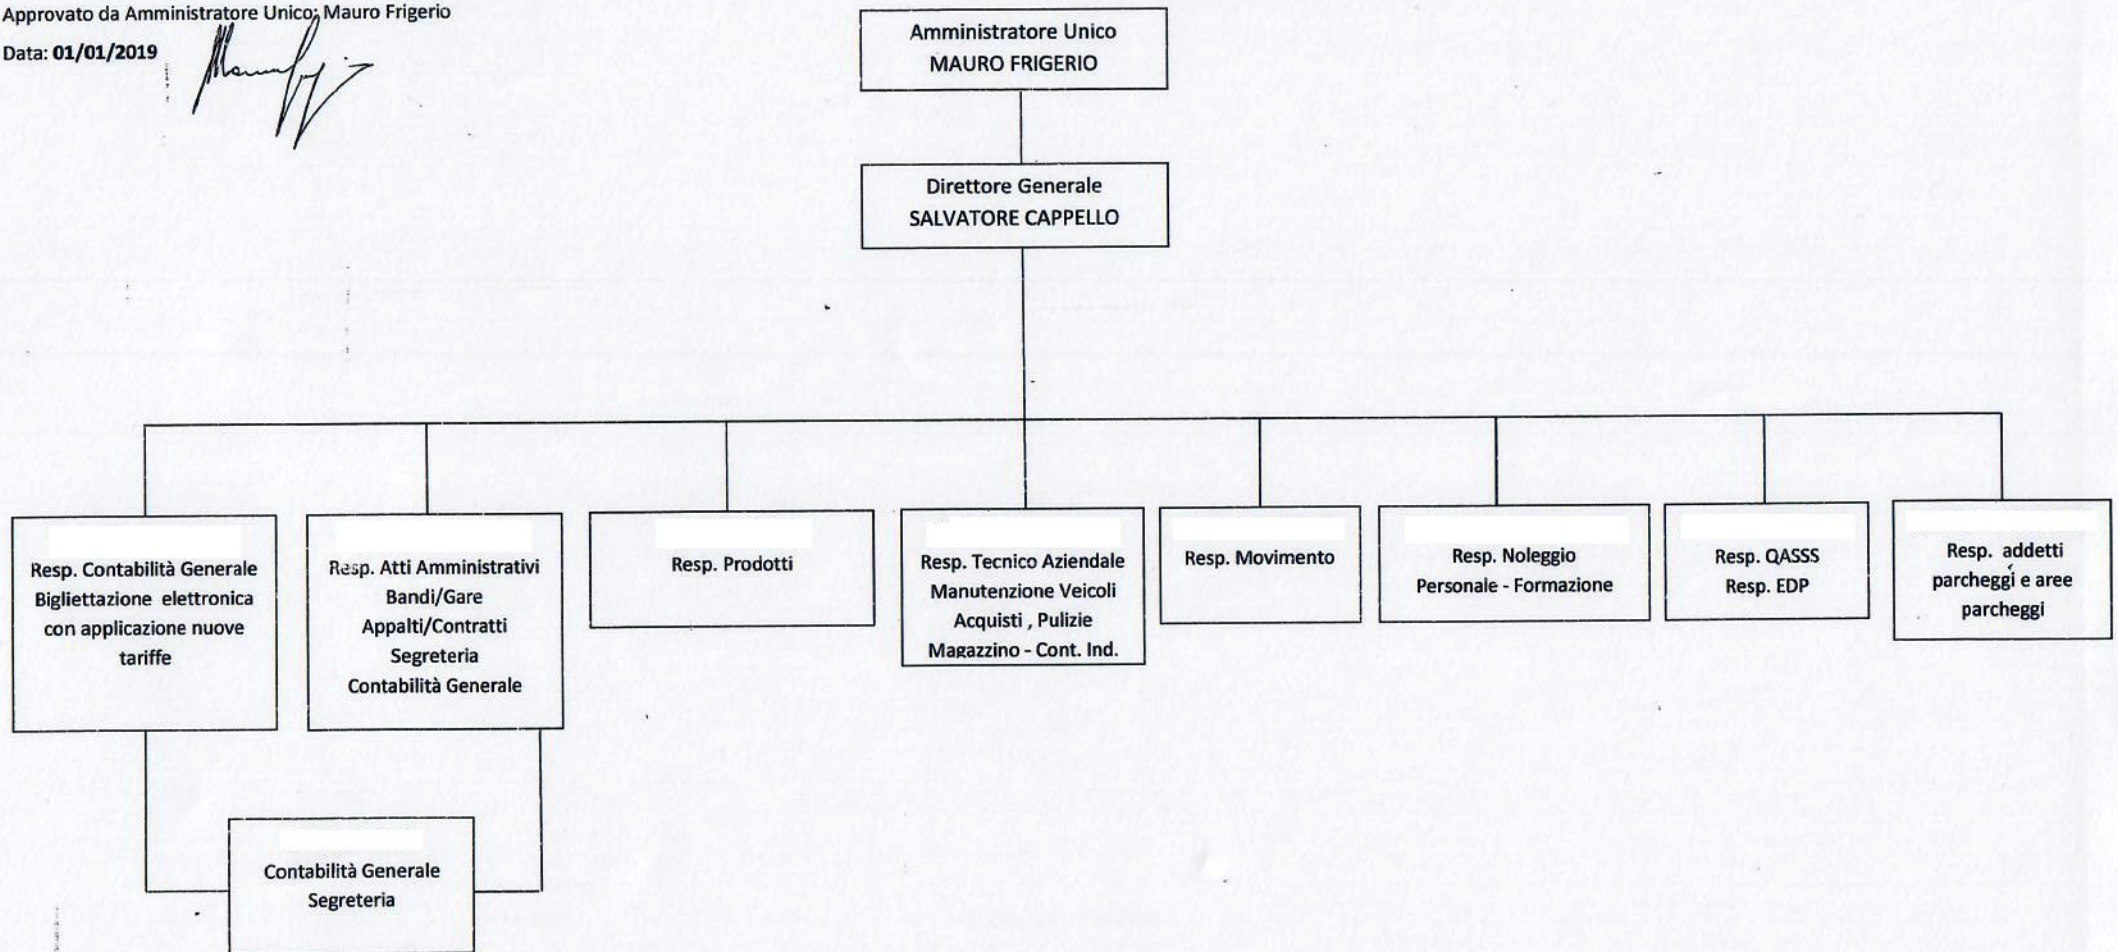 Approvato da Amministratore Unico: Mauro Frigerio
Data: 01/01/2019
Amministratore Unico
MAURO FRIGERIO
Direttore Generale
SALVATORE CAPPELLO
Resp. Contabilità Generale
Bigliettazione elettronica
con applicazione nuove
tariffe
Resp. Atti Amministrativi
Bandi/Gare
Appalti/Contratti
Segreteria
Contabilità Generale
Resp. Prodotti
Resp. Tecnico Aziendale
Manutenzione Veicoli
Acquisti , Pulizie
Magazzino - Cont. Ind.
Resp. Movimento
Resp. Noleggio
Personale - Formazione
Resp. QASSS
Resp. EDP
Resp. addetti
parcheggi e aree
parcheggi
Contabilità Generale
Segreteria